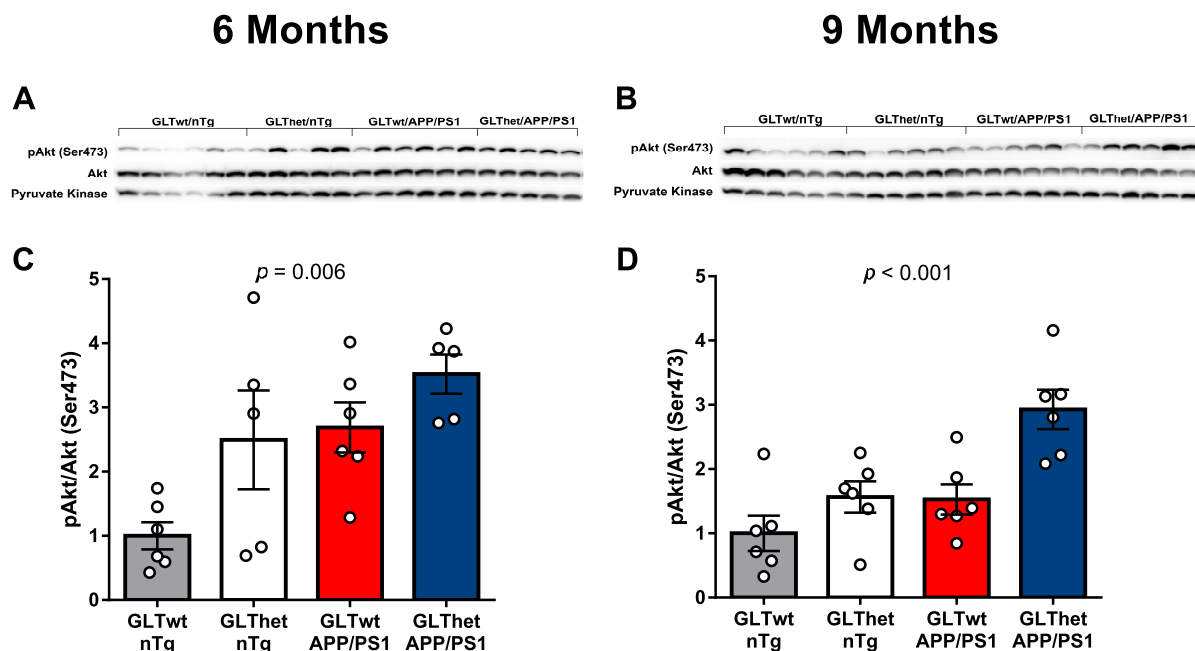 6 Months
9 Months
A
GLTwt/nTg GLThet/nTg GLTwt/APP/PS1 GLThet/APP/PS1
pAkt (Ser473)
Akt
Pyruvate Kinase
B
GLTwt/nTg GLThet/nTg GLTwt/APP/PS1 GLThet/APP/PS1
pAkt (Ser473)
Akt
Pyruvate Kinase
C
p = 0.006
pAkt/Akt (Ser473)
5
4
3
2
1
0
GLTwt nTg
GLThet nTg
GLTwt APP/PS1
GLThet APP/PS1
D
p < 0.001
pAkt/Akt (Ser473)
5
4
3
2
1
0
GLTwt nTg
GLThet nTg
GLTwt APP/PS1
GLThet APP/PS1